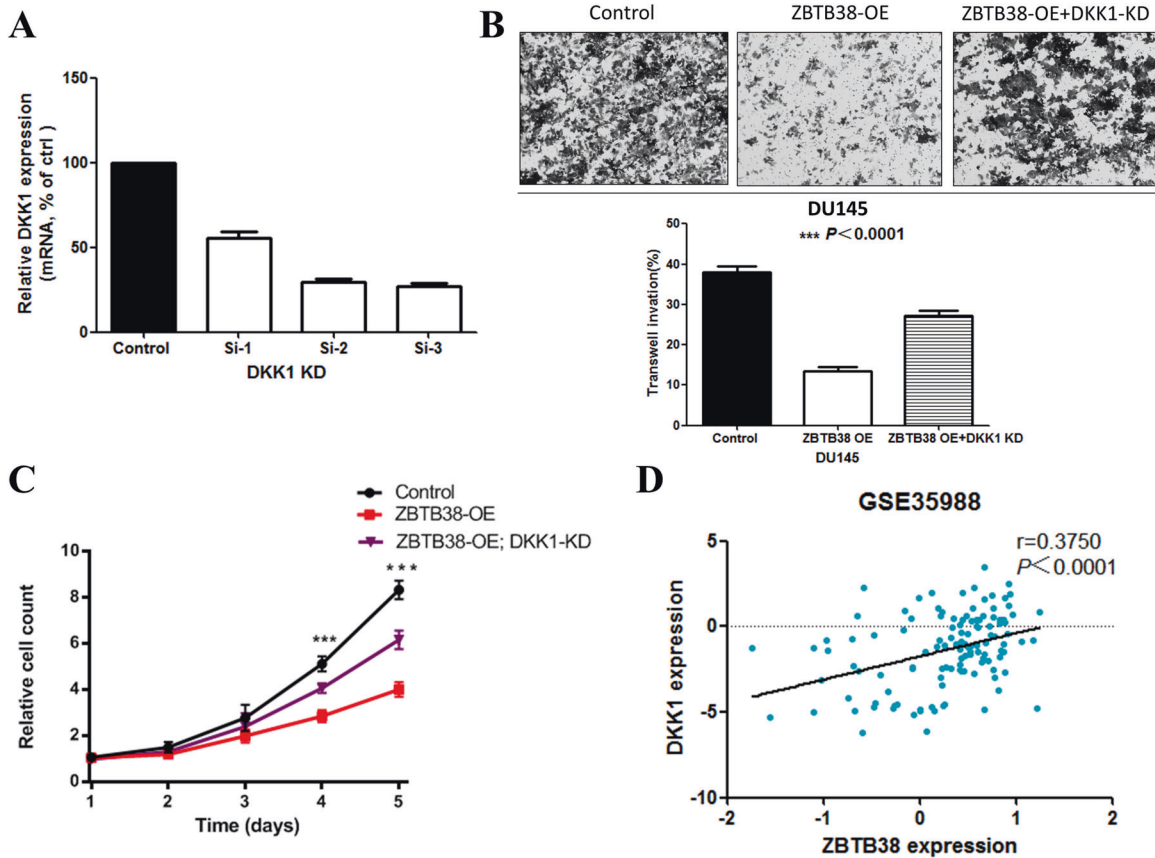 A
Relative DKK1 expression
(mRNA, % of ctrl )
150
100
50
0
Control
Si-1
Si-2
Si-3
DKK1 KD
B
Control
ZBTB38-OE
ZBTB38-OE+DKK1-KD
DU145
*** P<0.0001
Transwell invation(%)
50
40
30
20
10
0
Control
ZBTB38 OE
ZBTB38 OE+DKK1 KD
DU145
C
Control
ZBTB38-OE
ZBTB38-OE; DKK1-KD
Relative cell count
10
8
6
4
2
0
***
***
1
2
3
4
5
Time (days)
D
GSE35988
r=0.3750
P<0.0001
DKK1 expression
5
0
-5
-10
-2
-1
0
1
2
ZBTB38 expression